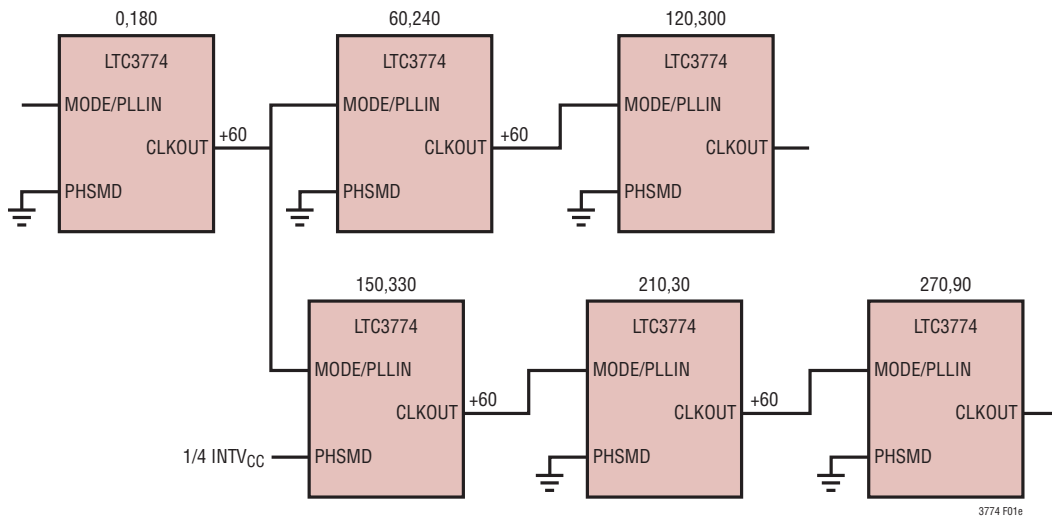 0,180
LTC3774
MODE/PLLIN
CLKOUT
+60
PHSMD
60,240
LTC3774
MODE/PLLIN
CLKOUT
+60
PHSMD
120,300
LTC3774
MODE/PLLIN
CLKOUT
PHSMD
150,330
LTC3774
MODE/PLLIN
CLKOUT
+60
1/4 INTVCC
PHSMD
210,30
LTC3774
MODE/PLLIN
CLKOUT
+60
PHSMD
270,90
LTC3774
MODE/PLLIN
CLKOUT
PHSMD
3774 F01e